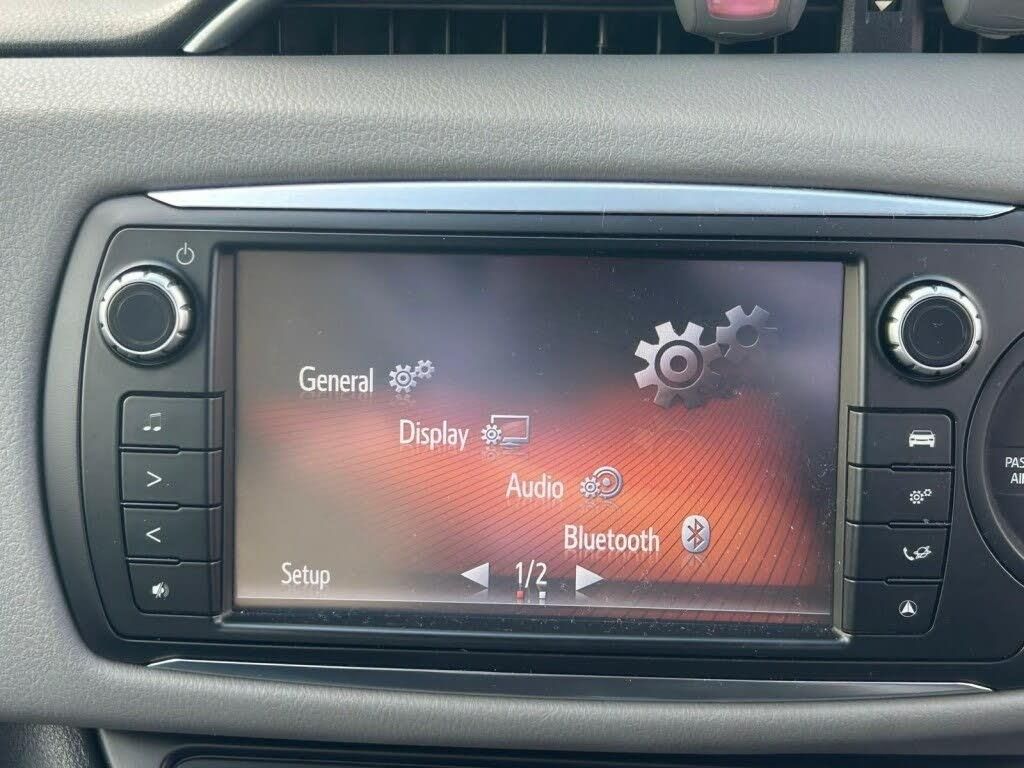 General
Display
Audio
Bluetooth
Setup
1/2